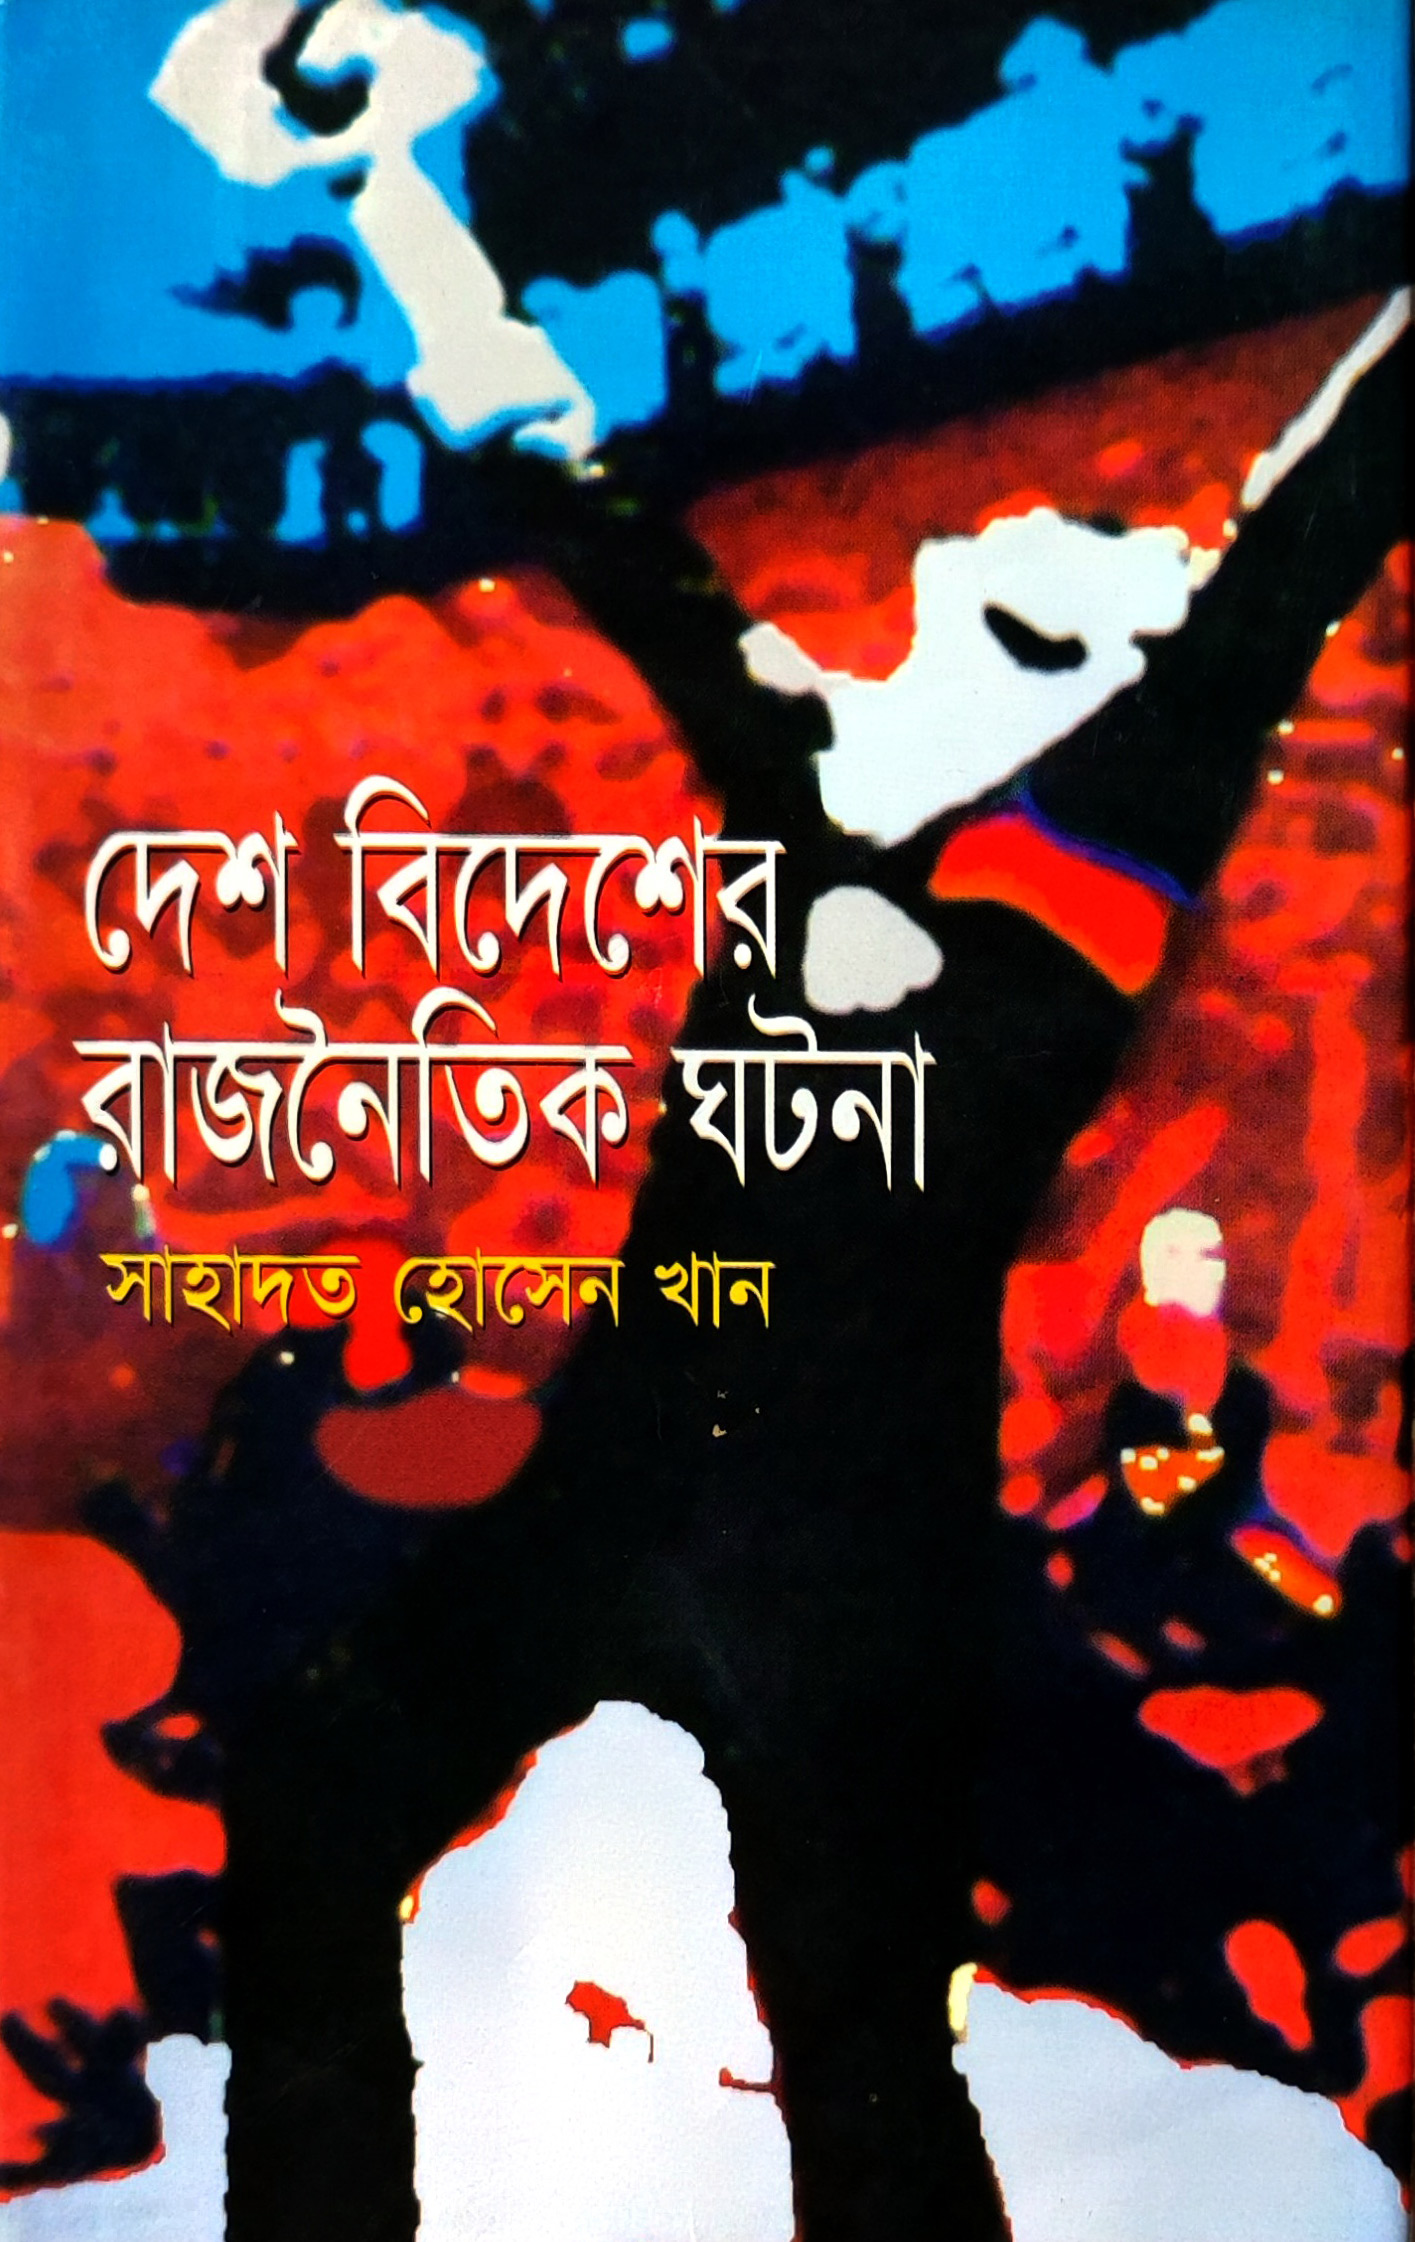 দেশ বিদেশের
রাজনৈতিক ঘটনা
সাহাদত হোসেন খান